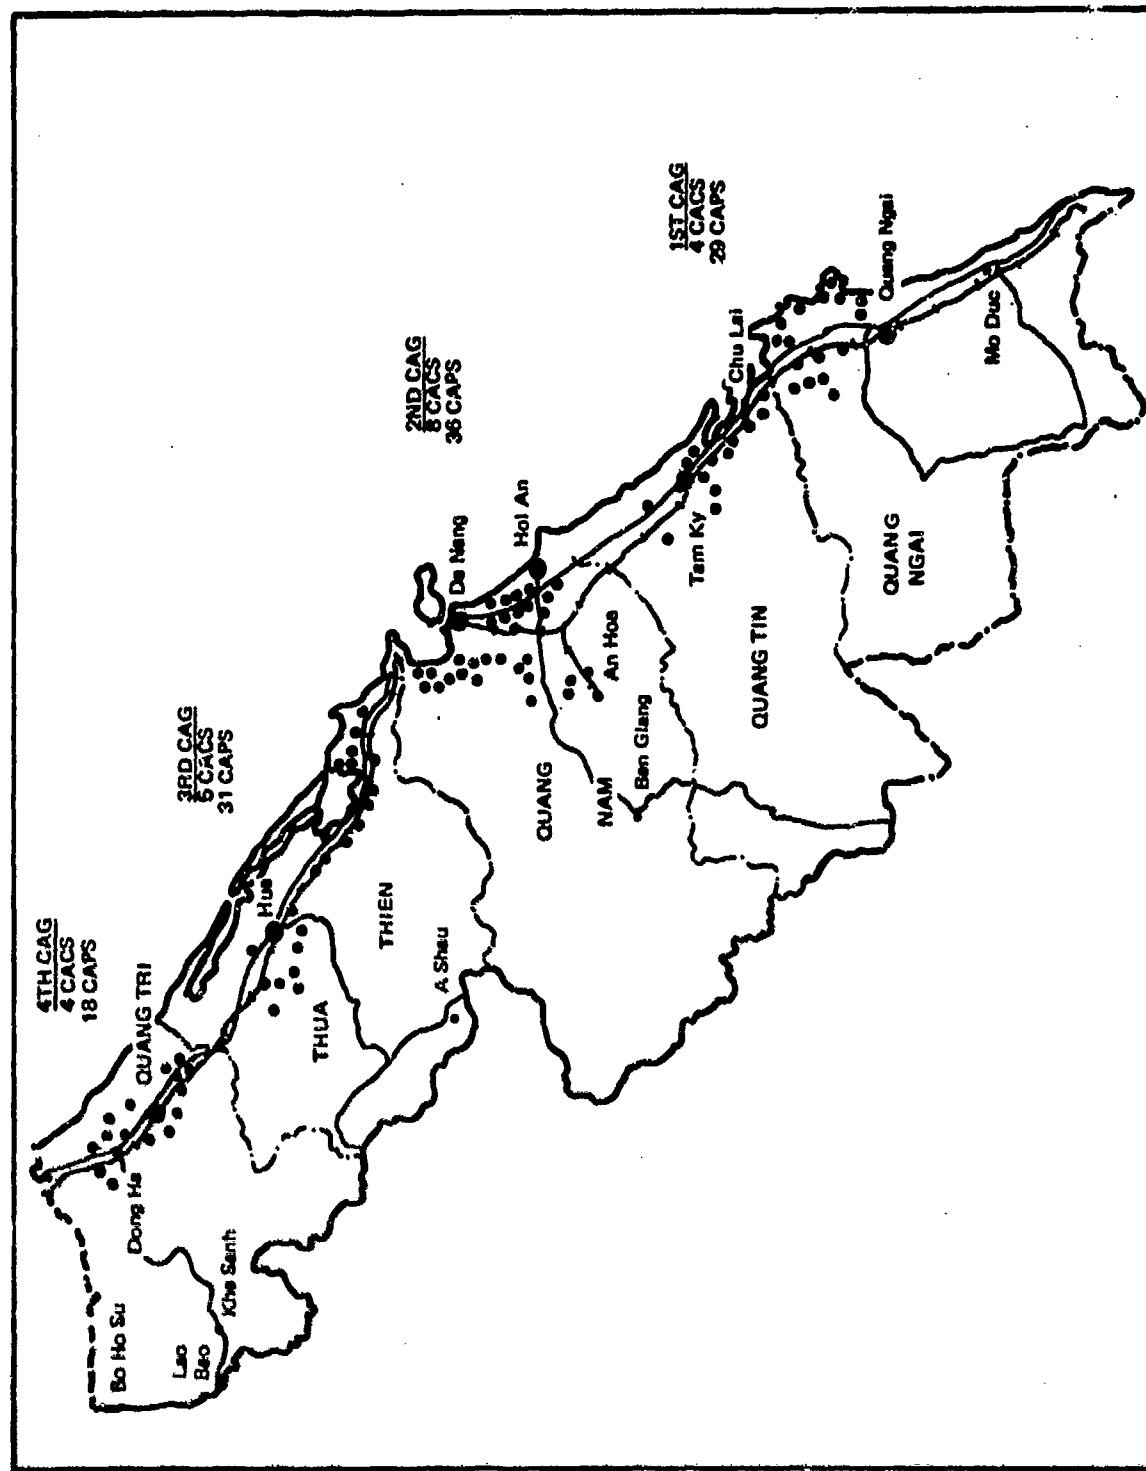 4TH CAG
4 CACS
18 CAPS
QUANG TRI
3RD CAG
5 CACS
31 CAPS
Hue
2ND CAG
8 CACS
36 CAPS
Da Nang
Hoi An
1ST CAG
4 CACS
29 CAPS
Chu Lai
Quang Ngai
Bo Ho Su
Dong Ha
Lao
Bao
Khe Sanh
THUA
THIEN
A Shau
QUANG
NAM
An Hoa
Ben Giang
Tam Ky
QUANG TIN
QUANG
NGAI
Mo Duc